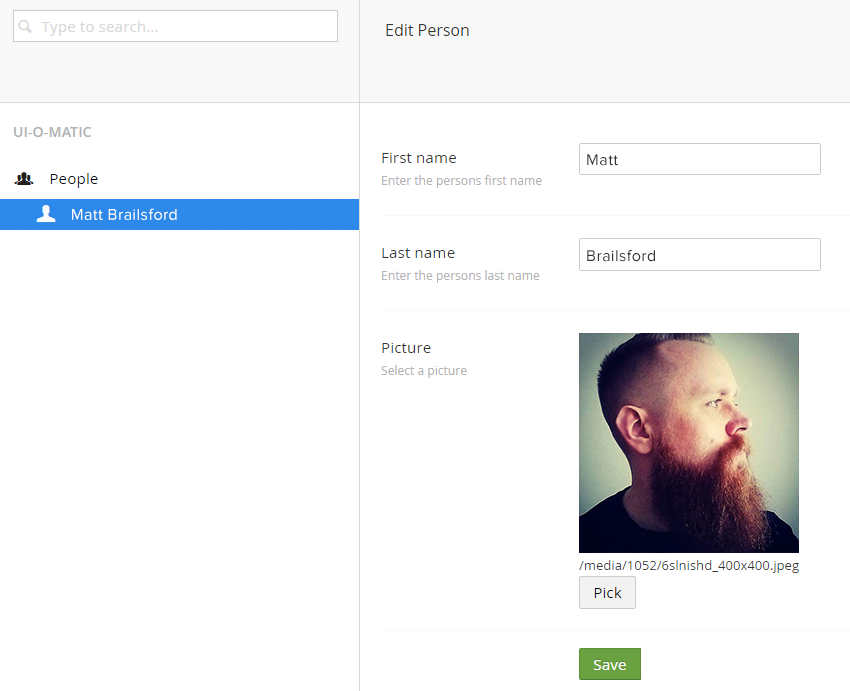 Type to search...
Edit Person
UI-O-MATIC
People
Matt Brailsford
First name
Enter the persons first name
Matt
Last name
Enter the persons last name
Brailsford
Picture
Select a picture
/media/1052/6slnishd_400x400.jpeg
Pick
Save